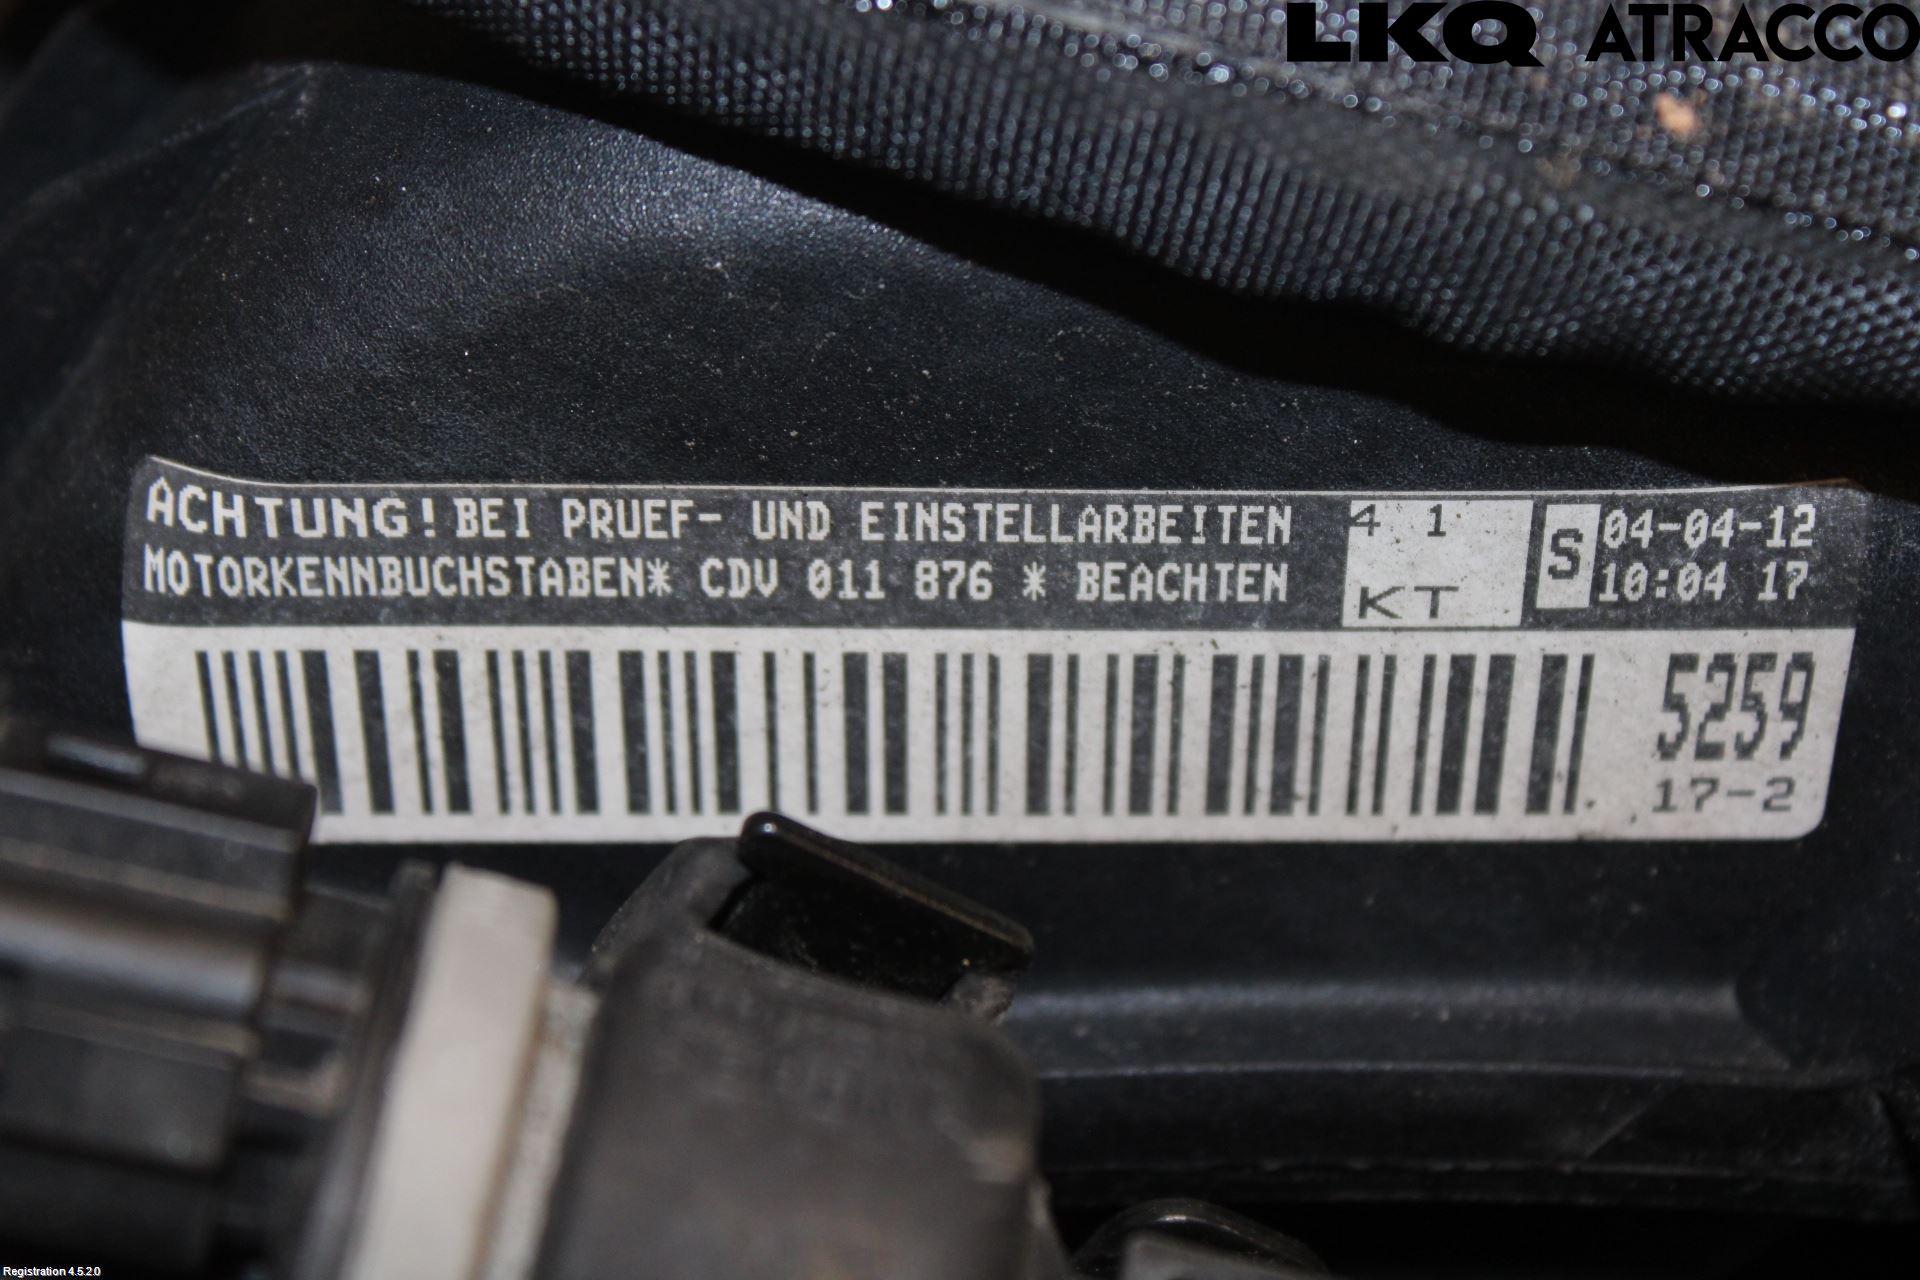 LKQ ATRACCO
ACHTUNG! BEI PRUEF- UND EINSTELLARBEITEN
MOTORKENNBUCHSTABEN* CDV 011 876 * BEACHTEN
4 1
KT
S
04-04-12
10:04 17
5259
17-2
Registration 4.5.2.0